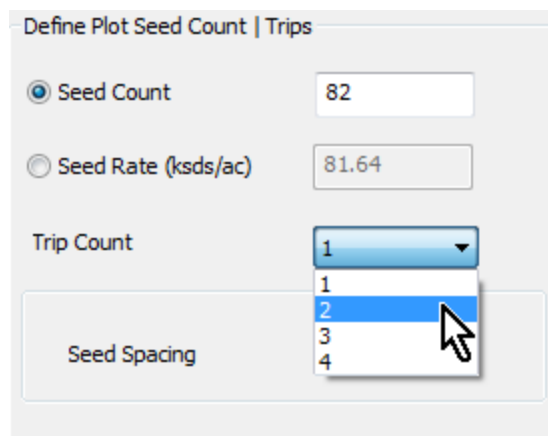 Define Plot Seed Count | Trips
Seed Count 82
Seed Rate (ksds/ac) 81.64
Trip Count 1
1
2
3
Seed Spacing 4